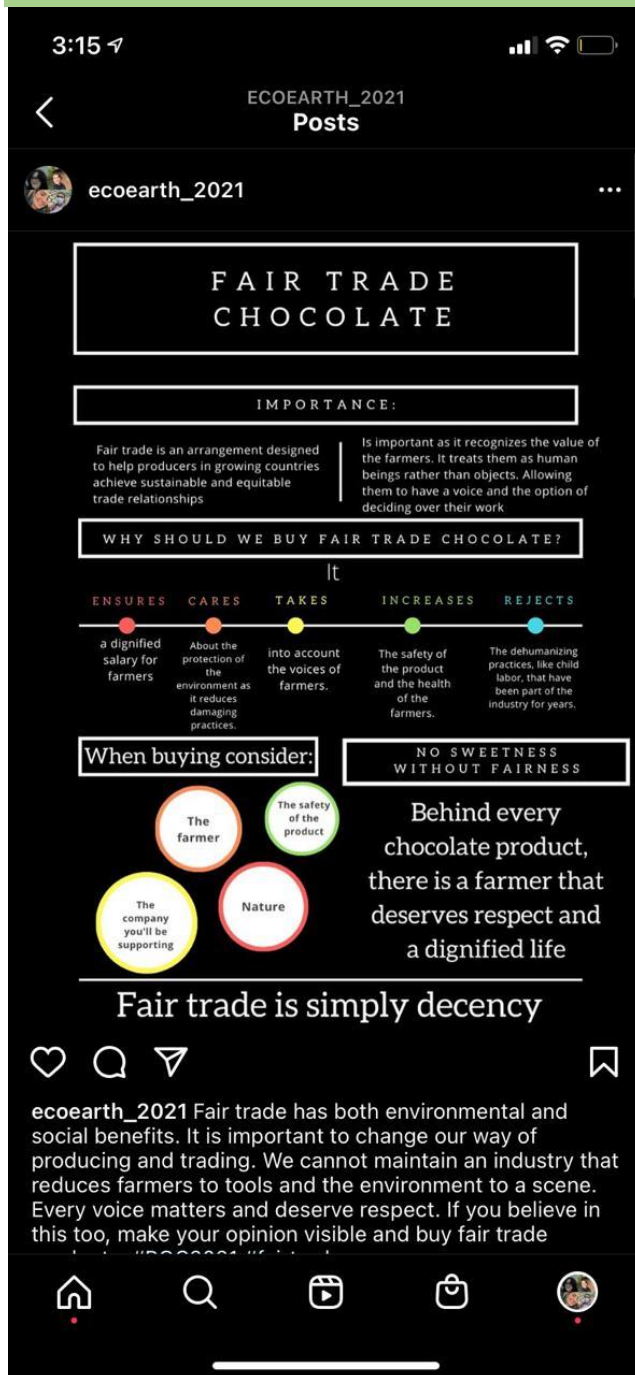 3:15
ECOEARTH_2021
Posts
ecoearth_2021
FAIR TRADE
CHOCOLATE
IMPORTANCE:
Fair trade is an arrangement designed
to help producers in growing countries
achieve sustainable and equitable
trade relationships
Is important as it recognizes the value of
the farmers. It treats them as human
beings rather than objects. Allowing
them to have a voice and the option of
deciding over their work
WHY SHOULD WE BUY FAIR TRADE CHOCOLATE?
It
ENSURES
a dignified
salary for
farmers
CARES
About the
protection of
the
environment as
it reduces
damaging
practices.
TAKES
into account
the voices of
farmers.
INCREASES
The safety of
the product
and the health
of the
farmers.
REJECTS
The dehumanizing
practices, like child
labor, that have
been part of the
industry for years.
When buying consider:
The
farmer
The safety
of the
product
The
company
you'll be
supporting
Nature
NO SWEETNESS
WITHOUT FAIRNESS
Behind every
chocolate product,
there is a farmer that
deserves respect and
a dignified life
Fair trade is simply decency
ecoearth_2021 Fair trade has both environmental and
social benefits. It is important to change our way of
producing and trading. We cannot maintain an industry that
reduces farmers to tools and the environment to a scene.
Every voice matters and deserve respect. If you believe in
this too, make your opinion visible and buy fair trade